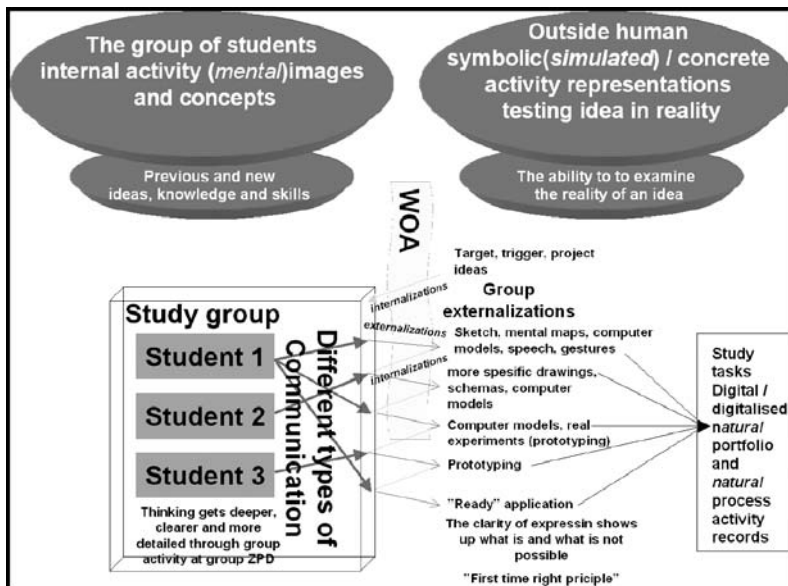 The group of students
internal activity (mental)images
and concepts
Previous and new
ideas, knowledge and skills
Outside human
symbolic(simulated) / concrete
activity representations
testing idea in reality
The ability to to examine
the reality of an idea
WOA
Target, trigger, project
ideas
internalizations
Group
externalizations
externalizations
Sketch, mental maps, computer
models, speech, gestures
internalizations
more spesific drawings,
schemas, computer
models
Computer models, real
experiments (prototyping)
Prototyping
"Ready" application
The clarity of expressin shows
up what is and what is not
possible
"First time right priciple"
Study group
Student 1
Student 2
Student 3
Different types of
Communication
Thinking gets deeper,
clearer and more
detailed through group
activity at group ZPD
Study
tasks
Digital /
digitalised
natural
portfolio
and
natural
process
activity
records